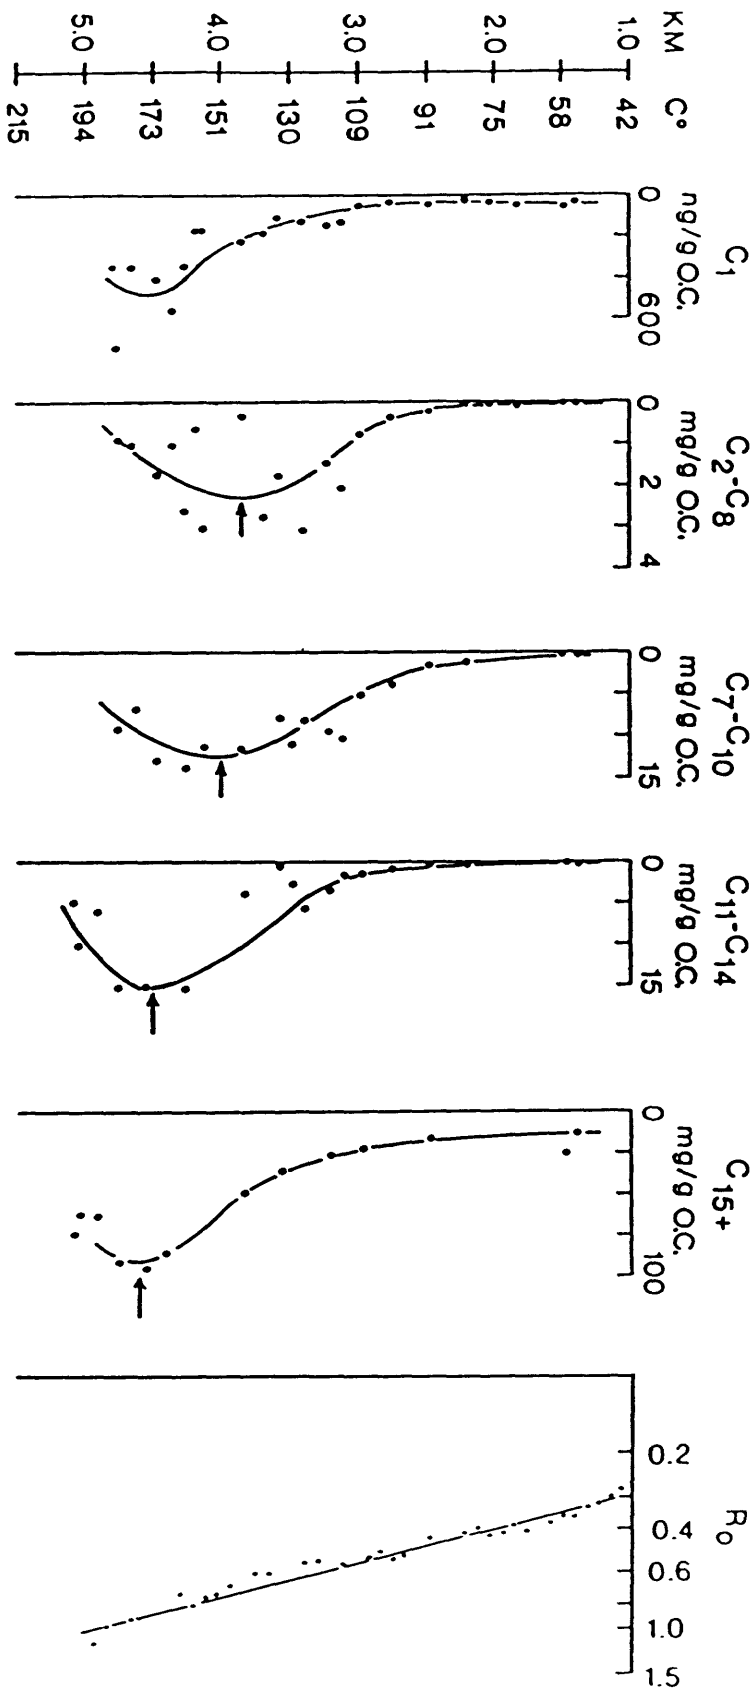 KM
1.0
2.0
3.0
4.0
5.0
C°
42
58
75
91
109
130
151
173
194
215
C₁
ng/g O.C.
0 600
C₂-C₈
mg/g O.C.
0 2 4
C₇-C₁₀
mg/g O.C.
0 15
C₁₁-C₁₄
mg/g O.C.
0 15
C₁₅₊
mg/g O.C.
0 100
Rₒ
0.2 0.4 0.6 1.0 1.5